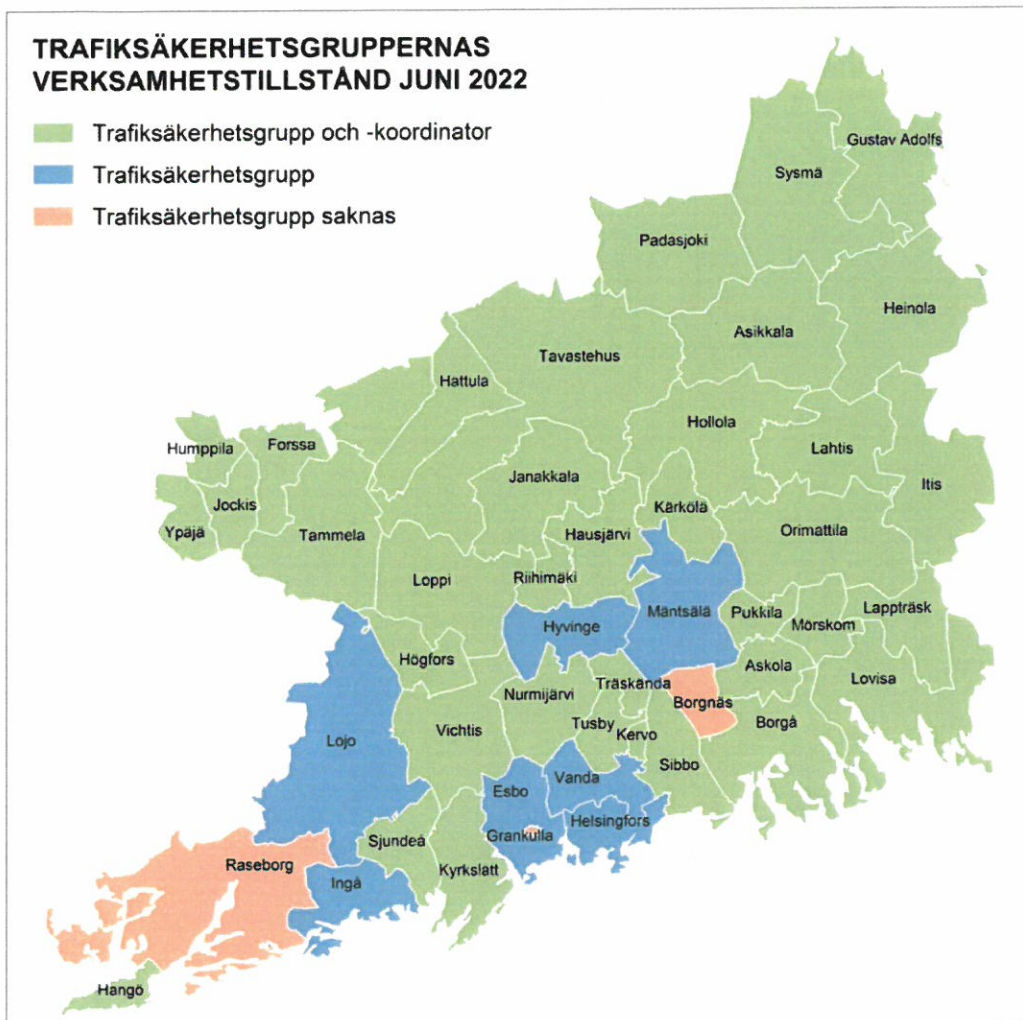 TRAFIKSÄKERHETSGRUPPERNAS
VERKSAMHETSTILLSTÅND JUNI 2022
Trafiksäkerhetsgrupp och -koordinator
Trafiksäkerhetsgrupp
Trafiksäkerhetsgrupp saknas
Gustav Adolfs
Sysmä
Padasjoki
Heinola
Asikkala
Tavastehus
Hattula
Hollola
Humppila
Forssa
Lahtis
Janakkala
Itis
Jockis
Kärkölä
Ypäjä
Tammela
Hausjärvi
Orimattila
Loppi
Riihimäki
Mäntsälä
Pukkila
Lappträsk
Mörskom
Hyvinge
Högfors
Askola
Träskända
Lovisa
Nurmijärvi
Borgnäs
Borgå
Vichtis
Tusby
Kervo
Lojo
Sibbo
Vanda
Esbo
Helsingfors
Grankulla
Sjundeå
Raseborg
Kyrkslätt
Ingå
Hangö